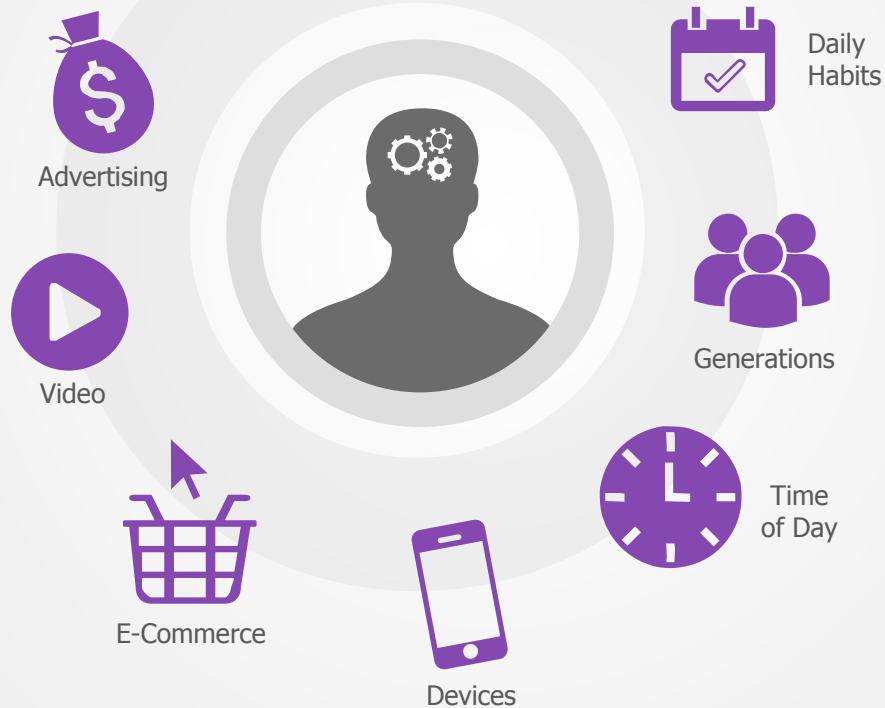 Advertising
Daily
Habits
Video
Generations
E-Commerce
Time
of Day
Devices
$